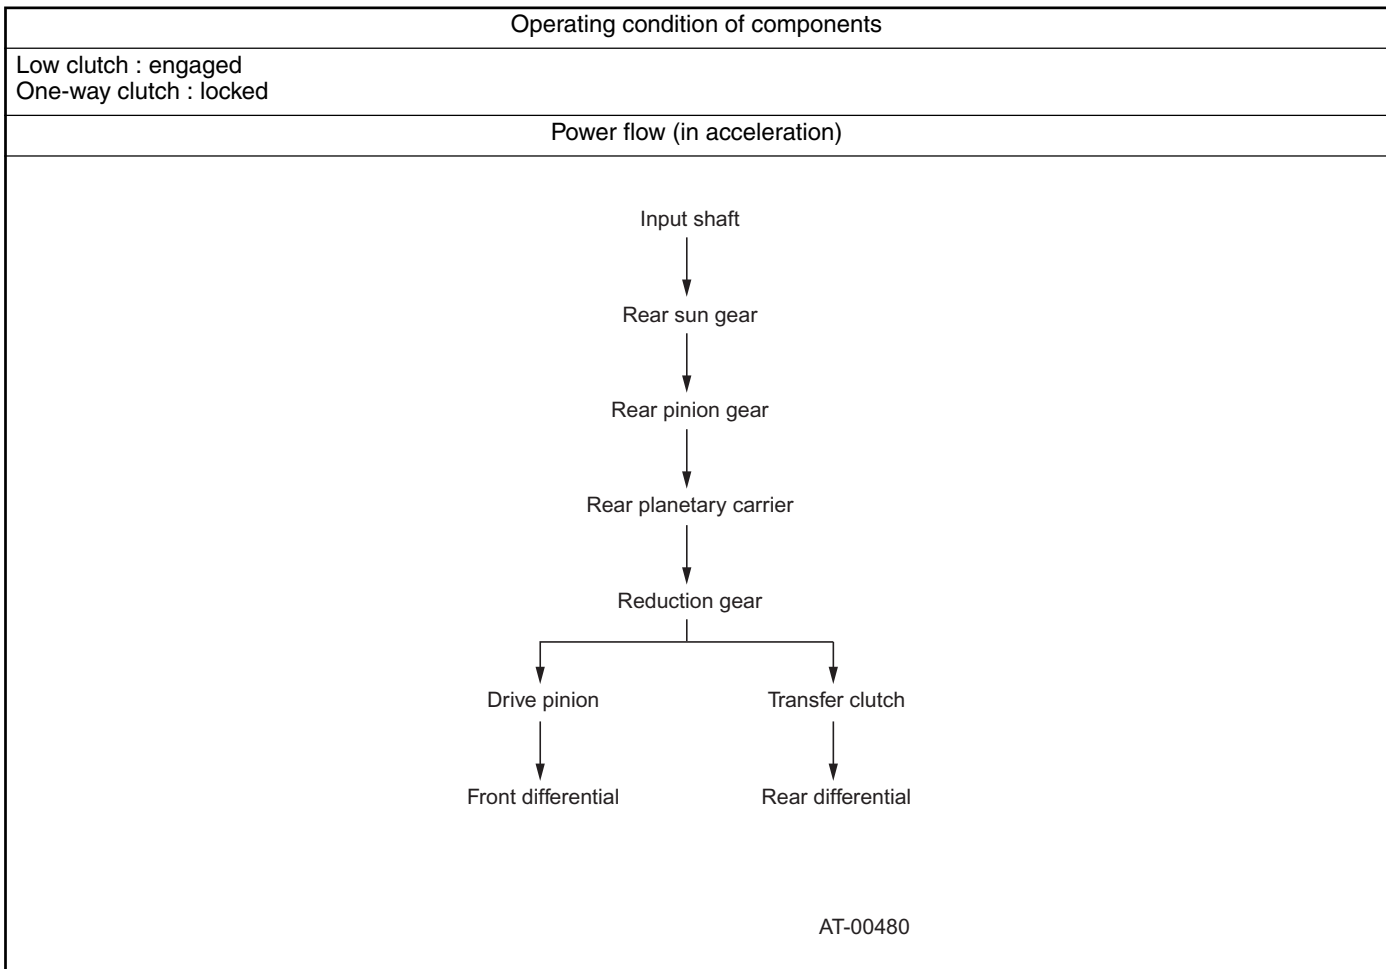 Operating condition of components
Low clutch : engaged
One-way clutch : locked
Power flow (in acceleration)
Input shaft
Rear sun gear
Rear pinion gear
Rear planetary carrier
Reduction gear
Drive pinion
Transfer clutch
Front differential
Rear differential
AT-00480